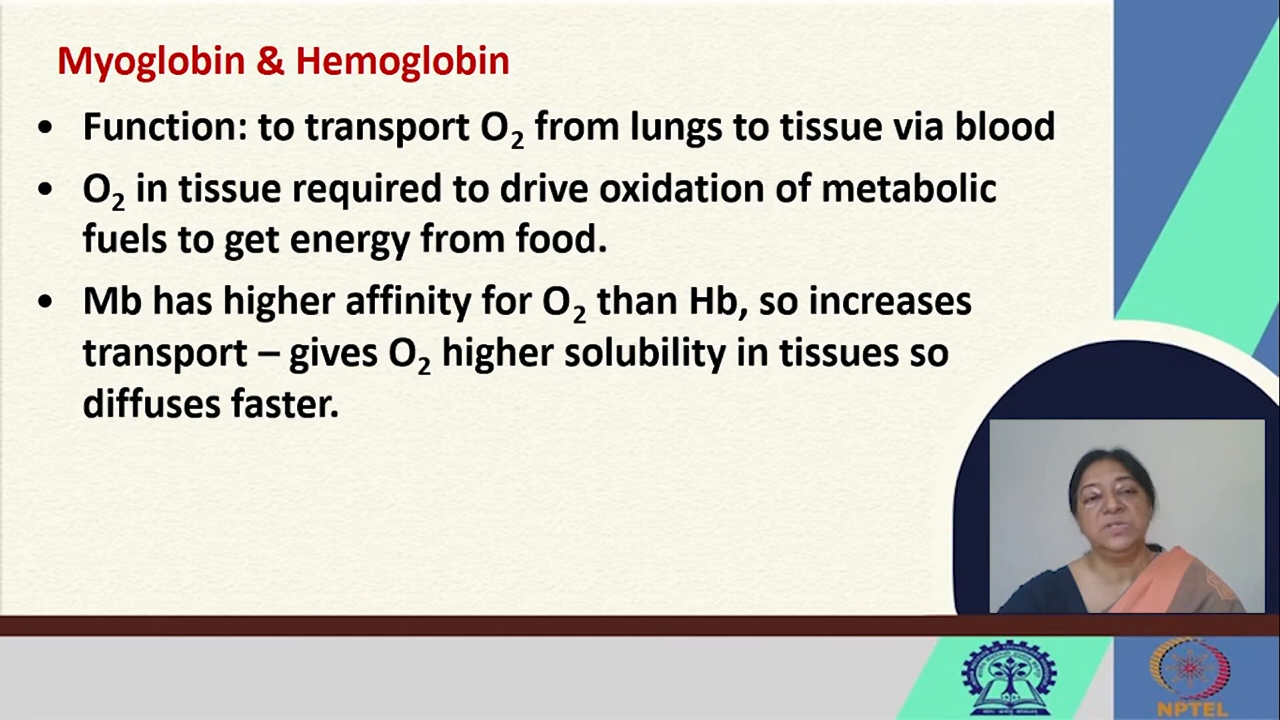 Myoglobin & Hemoglobin
• Function: to transport O₂ from lungs to tissue via blood
• O₂ in tissue required to drive oxidation of metabolic
fuels to get energy from food.
• Mb has higher affinity for O₂ than Hb, so increases
transport – gives O₂ higher solubility in tissues so
diffuses faster.
NPTEL